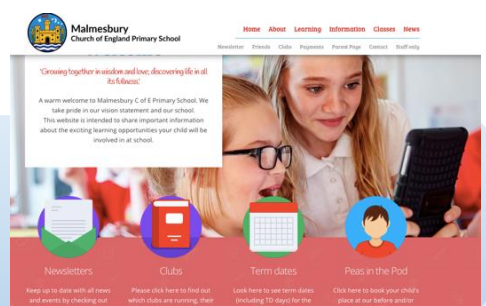 Malmesbury
Church of England Primary School
Home About Learning Information Classes News
Newsletter Friends Clubs Payments Parent Page Contact Staff only
'Growing together in wisdom and love; discovering life in all
its fullness.'
A warm welcome to Malmesbury C of E Primary School. We
take pride in our vision statement and our school.
This website is intended to share important information
about the exciting learning opportunities your child will be
involved in at school.
Newsletters
Keep up to date with all news
and events by checking out
Clubs
Please click here to find out
which clubs are running, their
Term dates
Look here to see term dates
(including TD days) for the
Peas in the Pod
Click here to book your child's
place at our before and/or